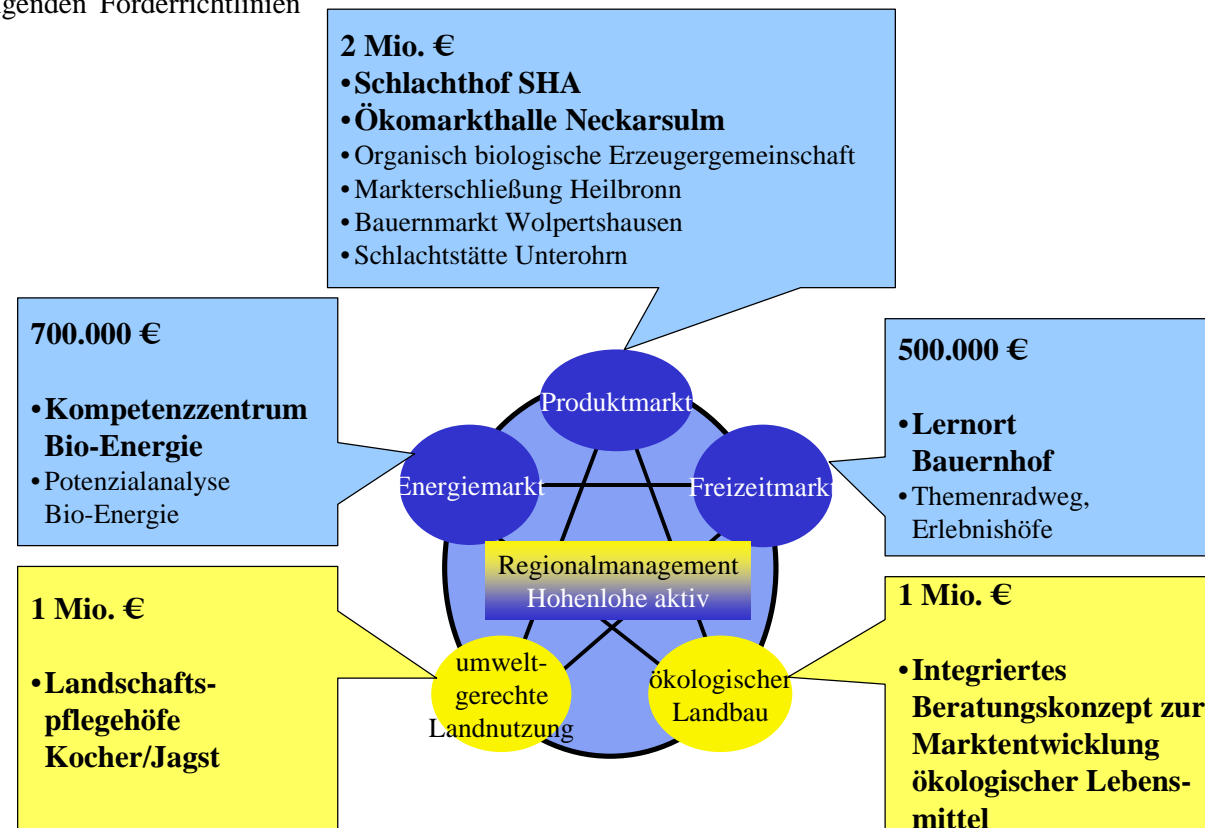 genden Förderrichtlinien
2 Mio. €
•Schlachthof SHA
•Ökomarkthalle Neckarsulm
•Organisch biologische Erzeugergemeinschaft
•Markterschließung Heilbronn
•Bauernmarkt Wolpertshausen
•Schlachtstätte Unterohrn
700.000 €
•Kompetenzzentrum
Bio-Energie
•Potenzialanalyse
Bio-Energie
500.000 €
•Lernort
Bauernhof
•Themenradweg,
Erlebnishöfe
Produktmarkt
Energiemarkt
Freizeitmarkt
Regionalmanagement
Hohenlohe aktiv
umwelt-
gerechte
Landnutzung
ökologischer
Landbau
1 Mio. €
•Landschafts-
pflegehöfe
Kocher/Jagst
1 Mio. €
•Integriertes
Beratungskonzept zur
Marktentwicklung
ökologischer Lebens-
mittel